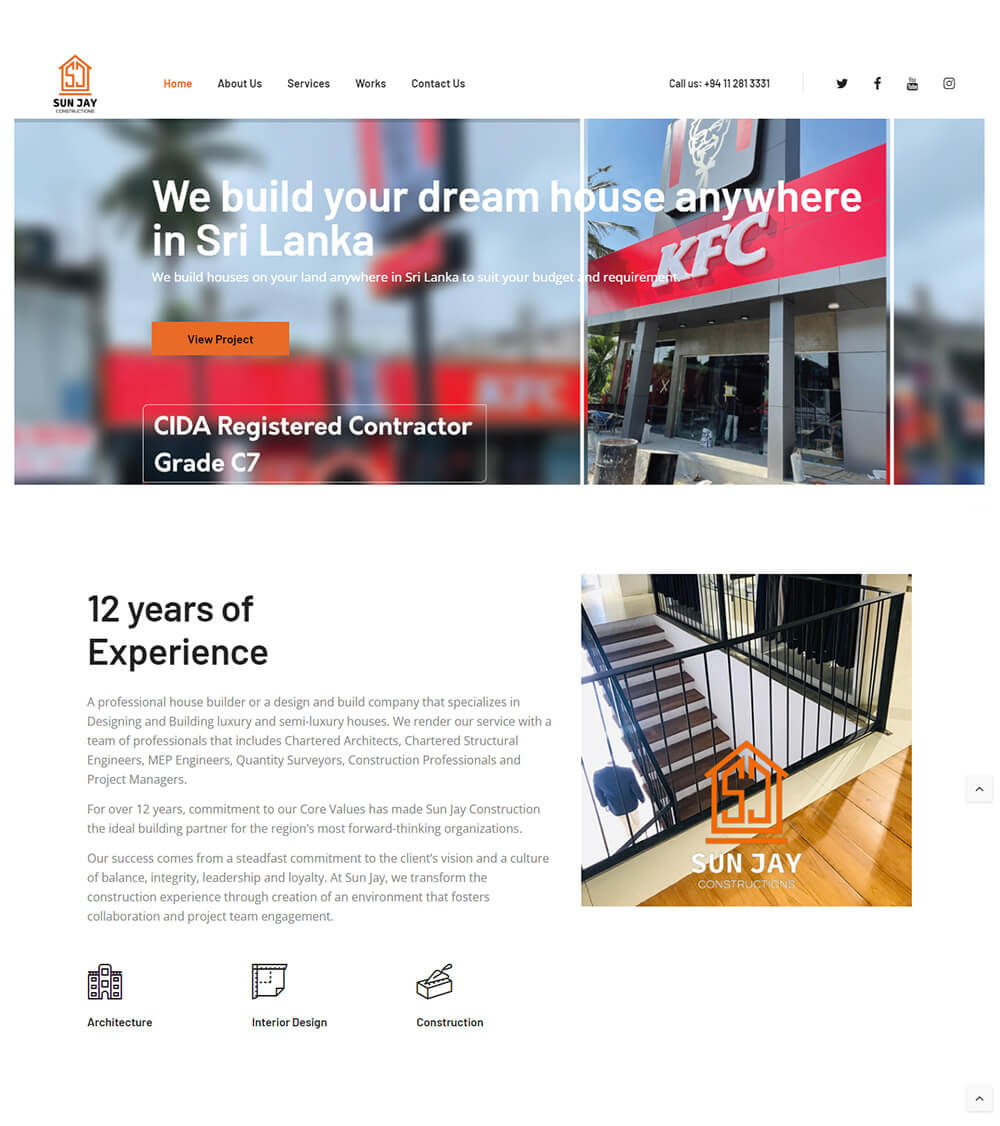 SUN JAY
CONSTRUCTIONS
Home About Us Services Works Contact Us Call us: +94 11 281 3331
You
Tube
We build your dream house anywhere
in Sri Lanka
We build houses on your land anywhere in Sri Lanka to suit your budget and requirement.
KFC
View Project
KFC
CIDA Registered Contractor
Grade C7
12 years of
Experience
A professional house builder or a design and build company that specializes in
Designing and Building luxury and semi-luxury houses. We render our service with a
team of professionals that includes Chartered Architects, Chartered Structural
Engineers, MEP Engineers, Quantity Surveyors, Construction Professionals and
Project Managers.
For over 12 years, commitment to our Core Values has made Sun Jay Construction
the ideal building partner for the region's most forward-thinking organizations.
Our success comes from a steadfast commitment to the client's vision and a culture
of balance, integrity, leadership and loyalty. At Sun Jay, we transform the
construction experience through creation of an environment that fosters
collaboration and project team engagement.
SUN JAY
CONSTRUCTIONS
Architecture Interior Design Construction